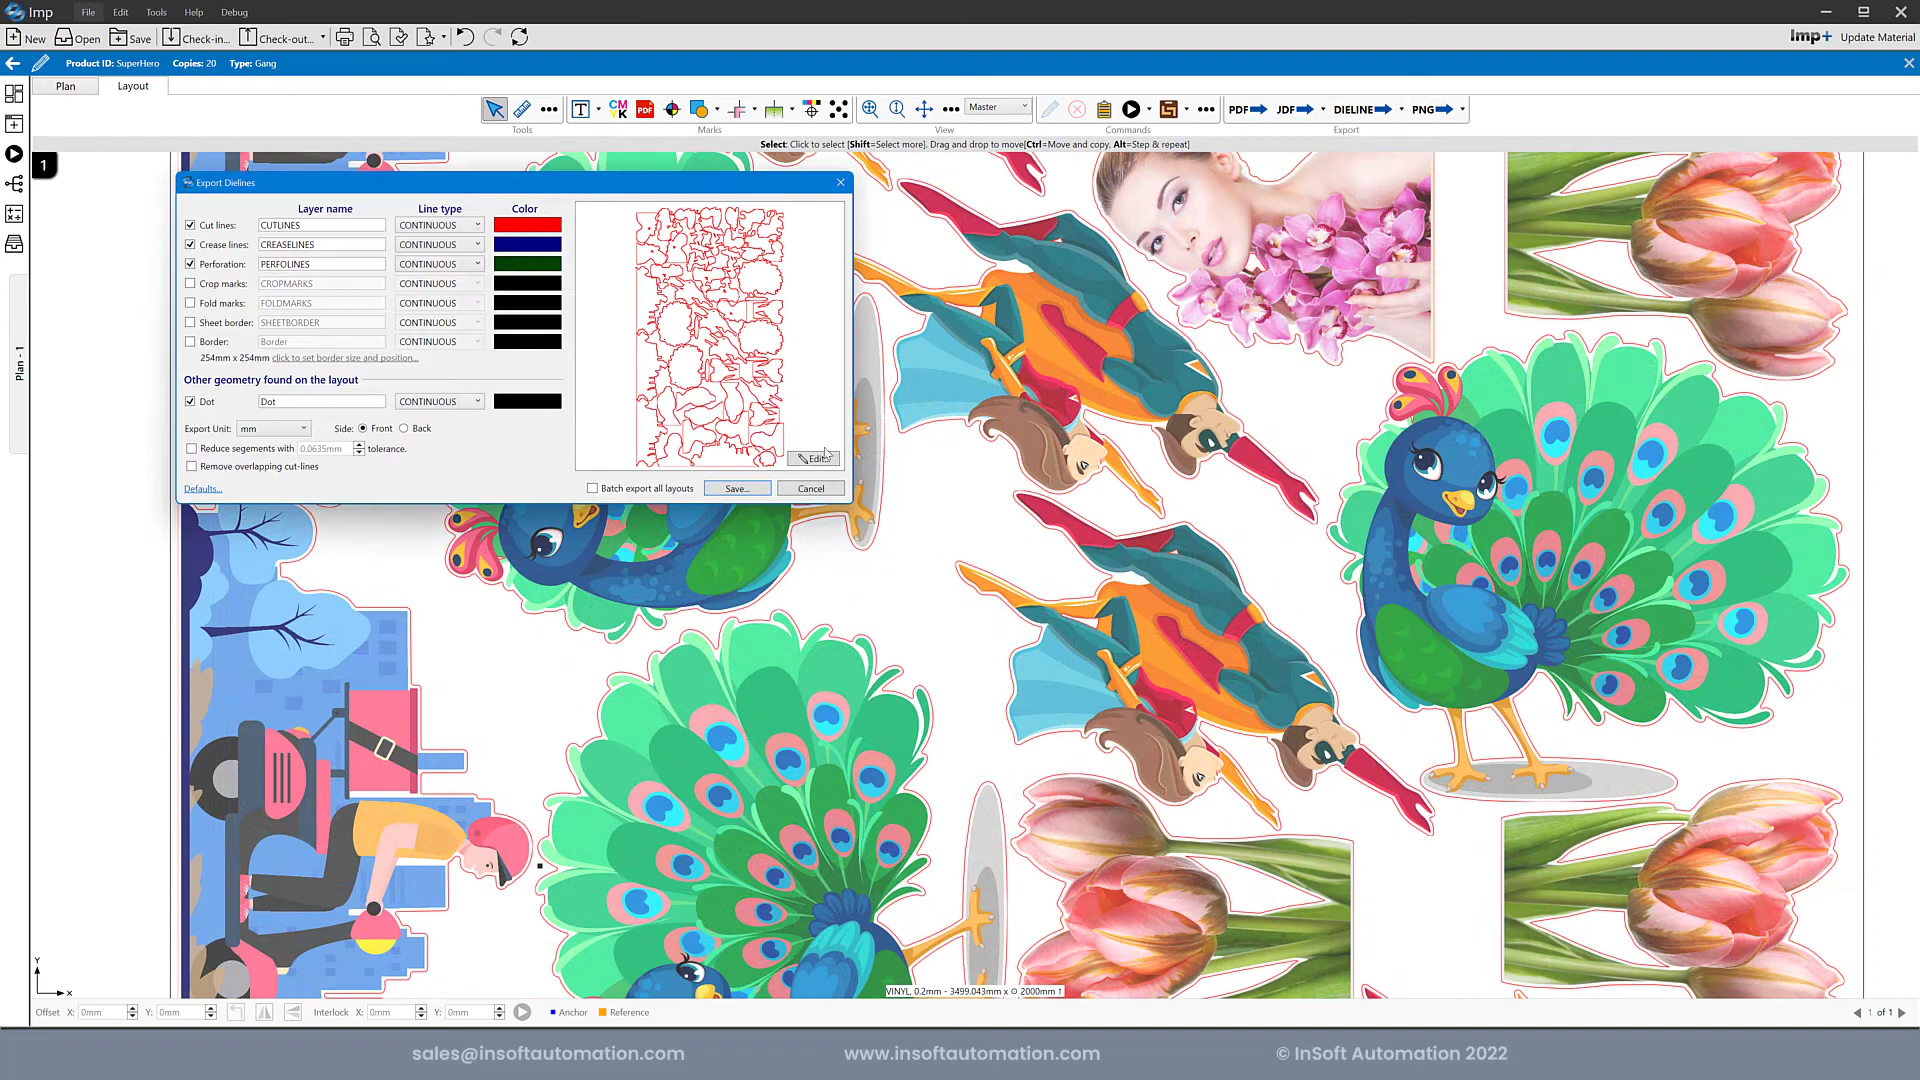 Imp File Edit Tools Help Debug
New Open Save Check-in... Check-out... Imp+ Update Material
Product ID: SuperHero Copies: 20 Type: Gang
Plan Layout
T CM YK PDF Master PDF JDF DIELINE PNG
Tools Marks View Commands Export
Select: Click to select [Shift=Select more]. Drag and drop to move[Ctrl=Move and copy, Alt=Step & repeat]
1
Plan - 1
Export Dielines
Layer name Line type Color
Cut lines: CUTLINES CONTINUOUS
Crease lines: CREASELINES CONTINUOUS
Perforation: PERFOLINES CONTINUOUS
Crop marks: CROPMARKS CONTINUOUS
Fold marks: FOLDMARKS CONTINUOUS
Sheet border: SHEETBORDER CONTINUOUS
Border: Border CONTINUOUS
254mm x 254mm click to set border size and position...
Other geometry found on the layout
Dot Dot CONTINUOUS
Export Unit: mm Side: Front Back
Reduce segements with 0.0635mm tolerance.
Remove overlapping cut-lines
Edit...
Defaults... Batch export all layouts Save... Cancel
Y
X
VINYL, 0.2mm - 3499.043mm x 2000mm
Offset X: 0mm Y: 0mm Interlock X: 0mm Y: 0mm Anchor Reference 1 of 1
sales@insoftautomation.com www.insoftautomation.com © InSoft Automation 2022